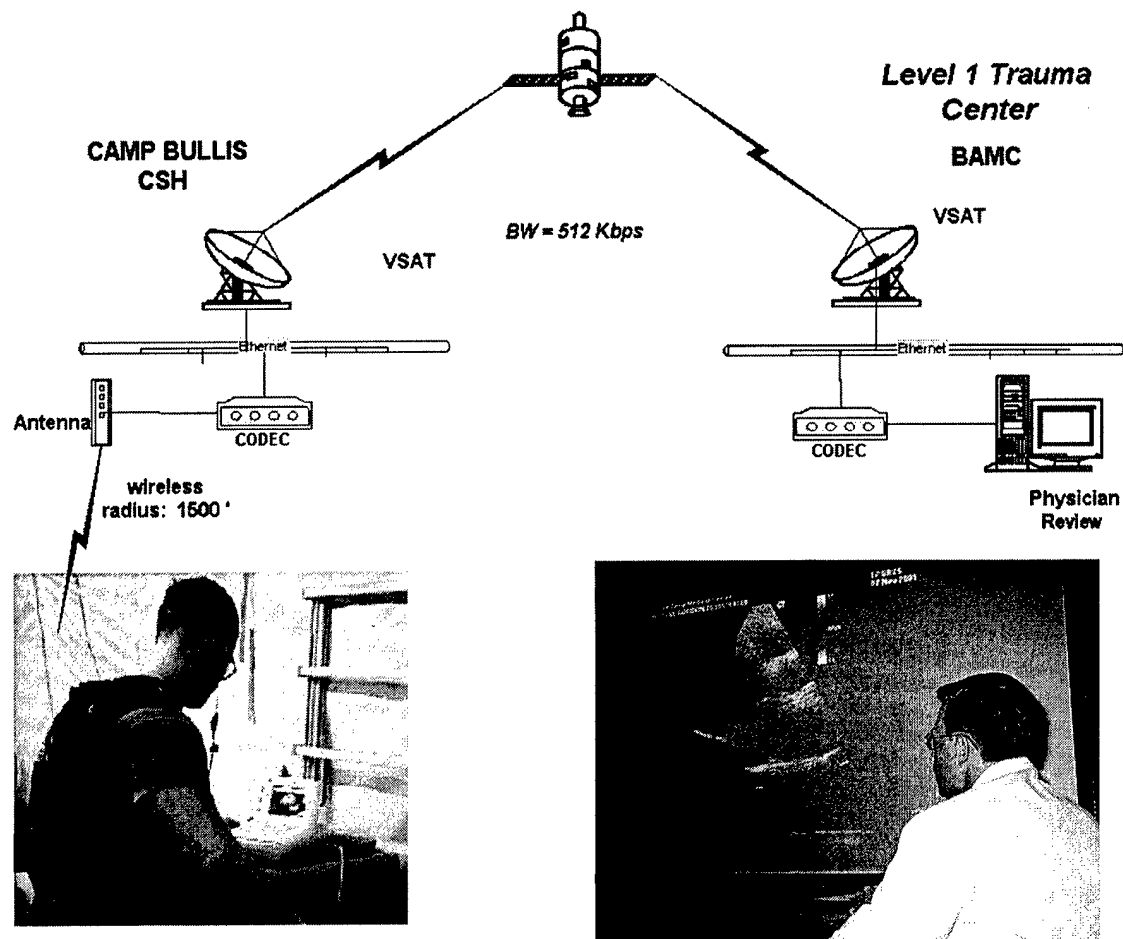 Level 1 Trauma
Center
CAMP BULLIS
CSH
BAMC
VSAT
BW = 512 Kbps
VSAT
Ethernet
Ethernet
Antenna
CODEC
CODEC
wireless
radius: 1500 '
Physician
Review